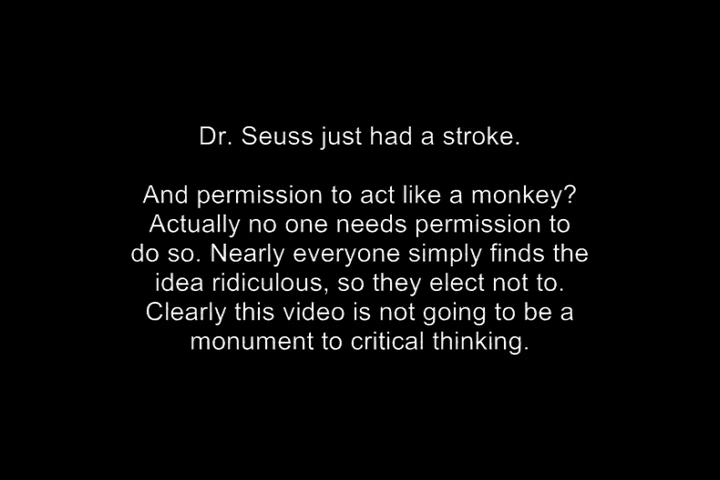 Dr. Seuss just had a stroke.
And permission to act like a monkey?
Actually no one needs permission to
do so. Nearly everyone simply finds the
idea ridiculous, so they elect not to.
Clearly this video is not going to be a
monument to critical thinking.